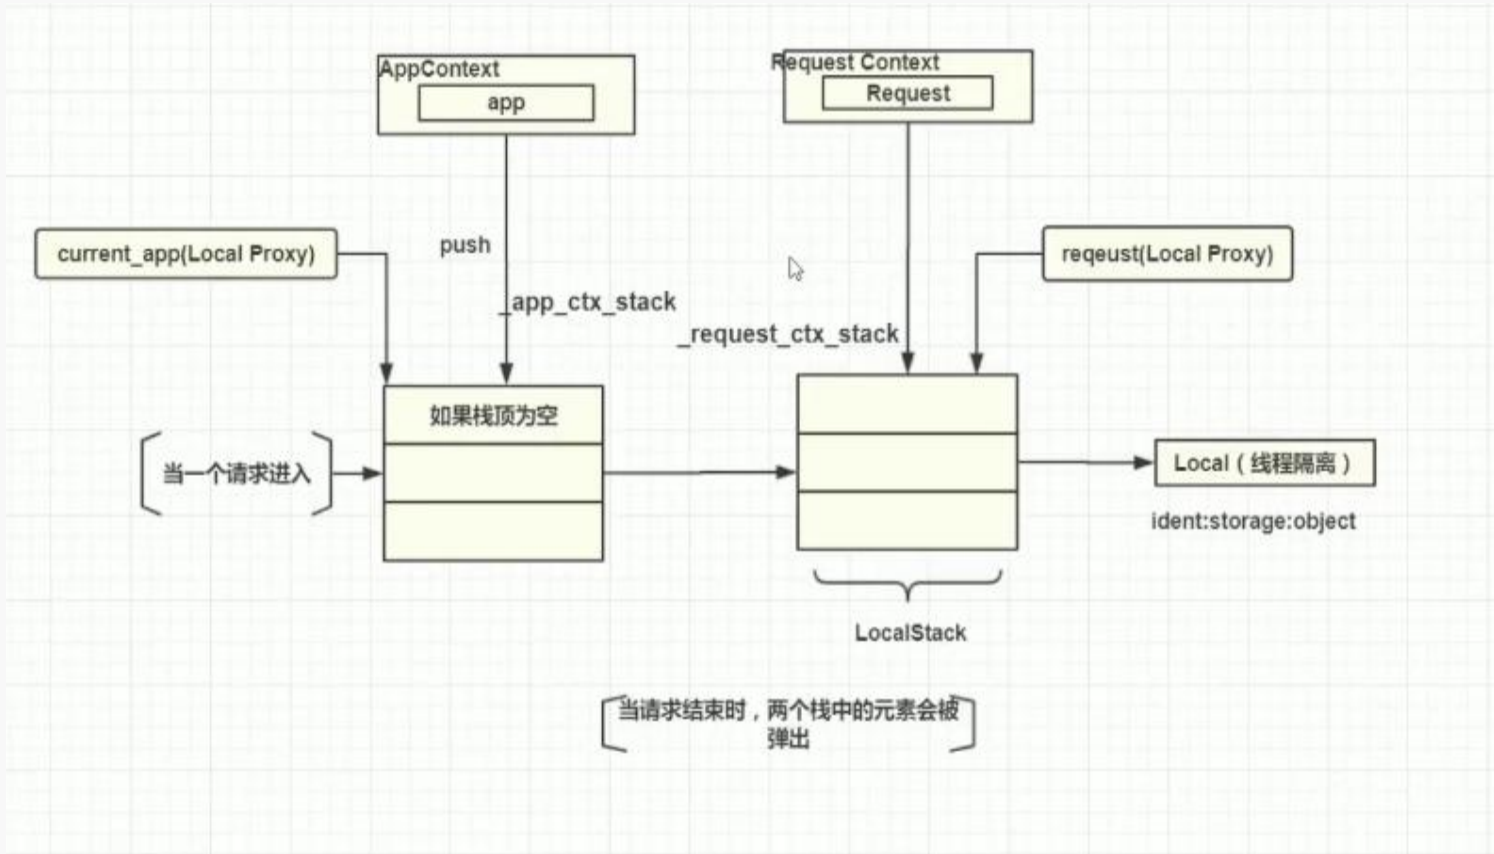 AppContext
app
Request Context
Request
current_app(Local Proxy)
push
reqeust(Local Proxy)
_app_ctx_stack
_request_ctx_stack
如果栈顶为空
当一个请求进入
Local（线程隔离）
ident:storage:object
LocalStack
当请求结束时，两个栈中的元素会被
弹出